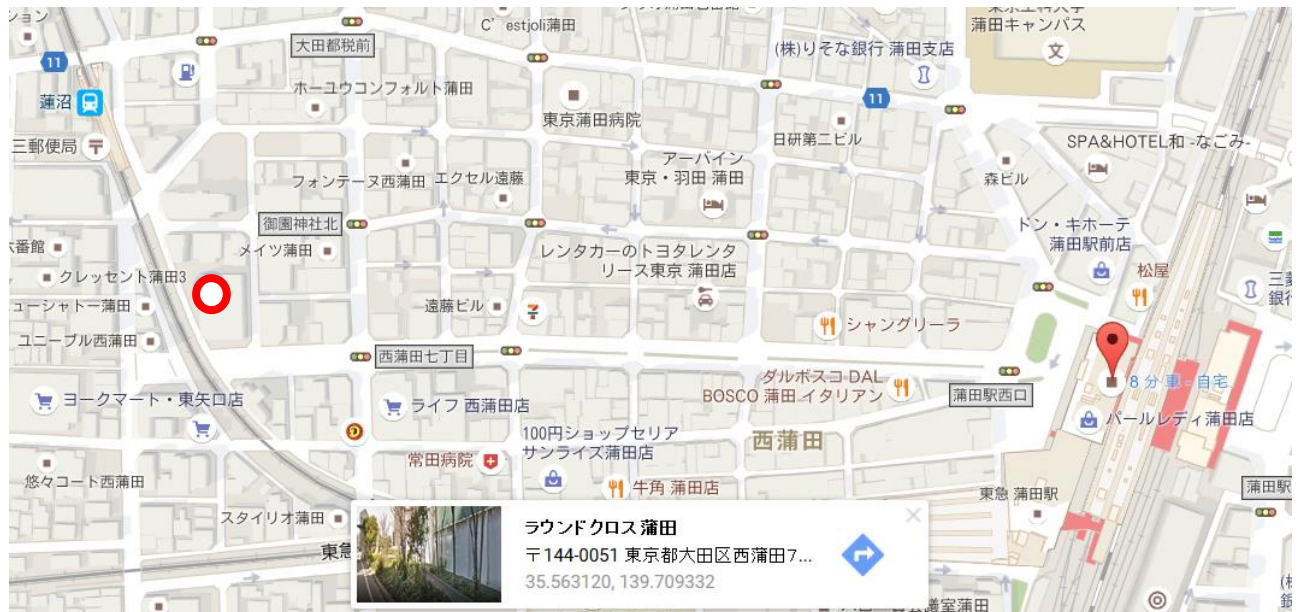 ション
C'estjoli蒲田
蒲田キャンパス
文
11
大田都税前
(株)りそな銀行 蒲田支店
蓮沼
ホーユウコンフォルト蒲田
11
東京蒲田病院
日研第二ビル
三郵便局
SPA&HOTEL和 -なごみ-
アーバイン
東京・羽田 蒲田
フォンテーヌ西蒲田
エクセル遠藤
森ビル
御園神社北
ドン・キホーテ
蒲田駅前店
番館
メイツ蒲田
レンタカーのトヨタレンタ
リース東京 蒲田店
クレッセント蒲田3
松屋
ューシャトー蒲田
遠藤ビル
7
シャングリーラ
三菱
銀行
ユニーブル西蒲田
西蒲田七丁目
ダルボスコ DAL
BOSCO 蒲田 イタリアン
蒲田駅西口
8 分 車 - 自宅
ヨークマート・東矢口店
ライフ 西蒲田店
パールレディ蒲田店
100円ショップセリア
サンライズ蒲田店
西蒲田
常田病院
悠々コート西蒲田
牛角 蒲田店
東急 蒲田駅
蒲田駅
スタイリオ蒲田
東急
ラウンドクロス 蒲田
〒144-0051 東京都大田区西蒲田7...
35.563120, 139.709332
議室蒲田